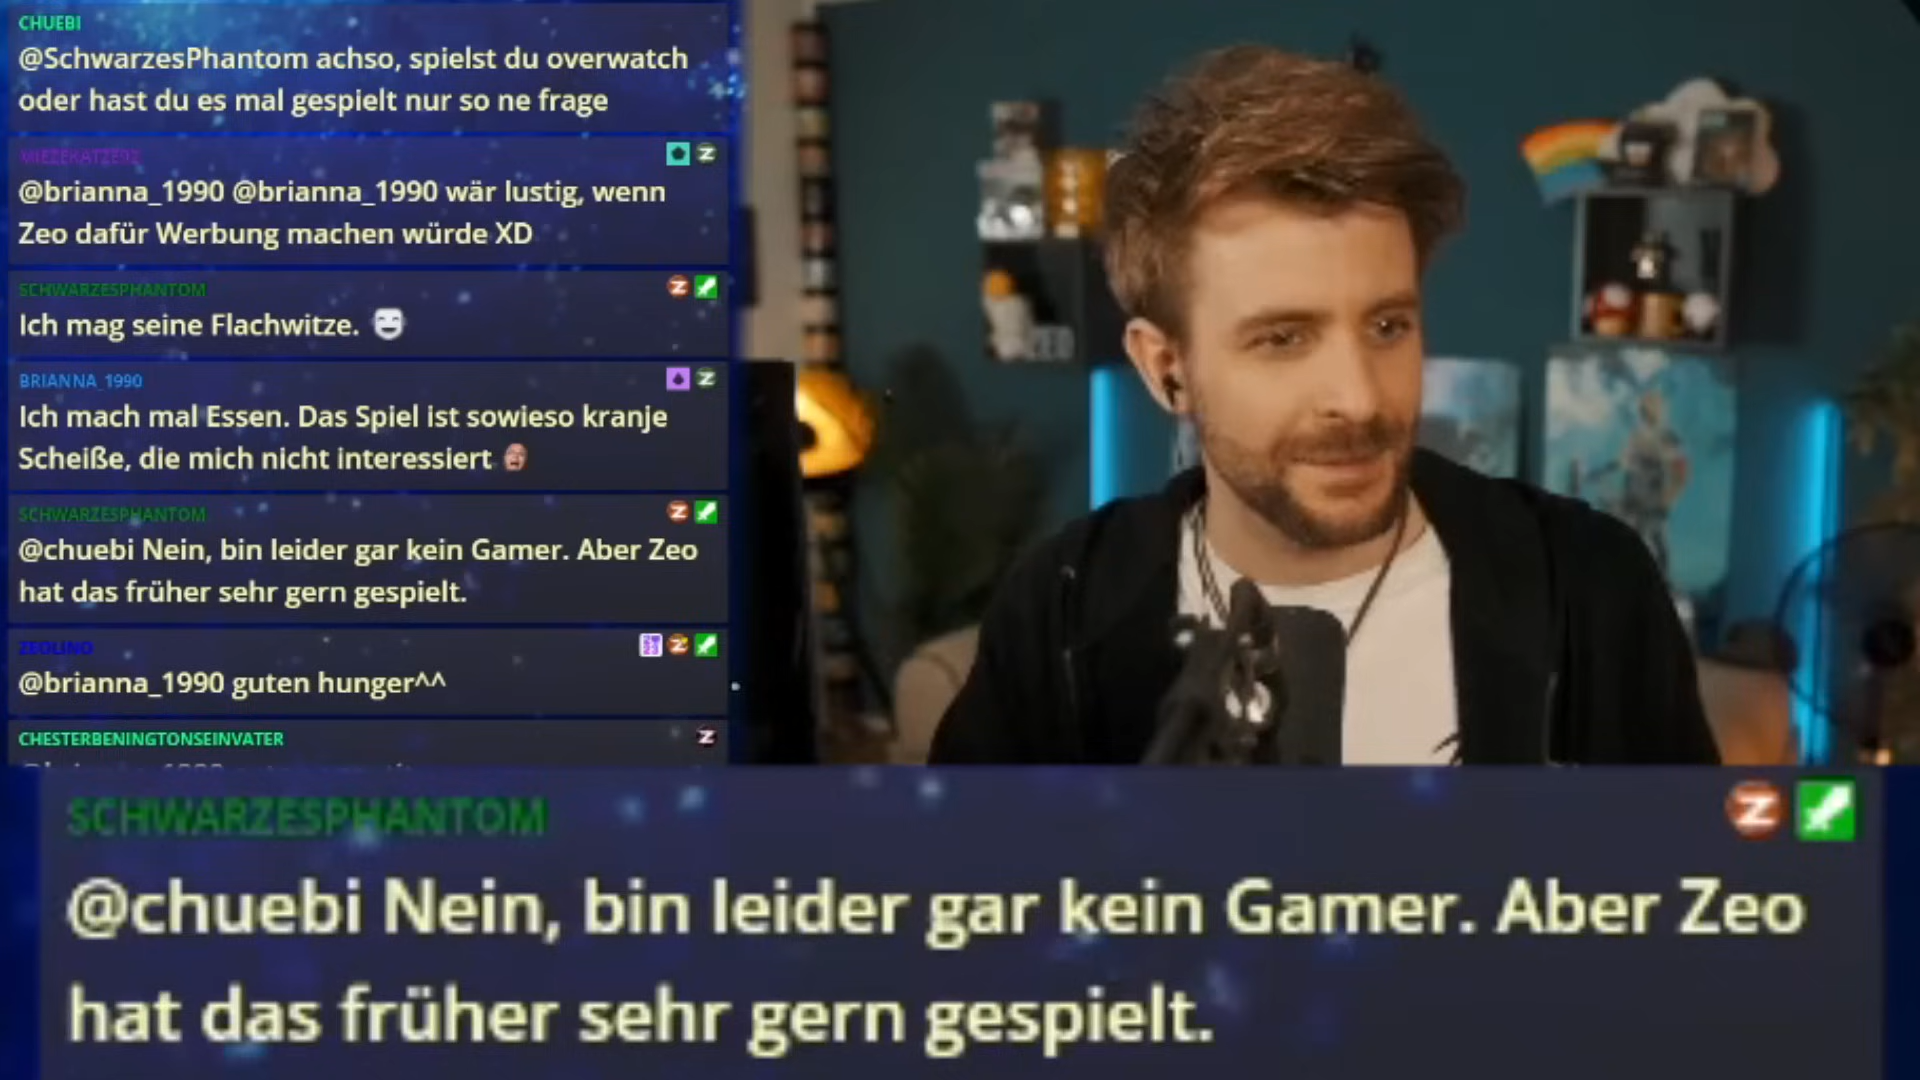 CHUEBI
@SchwarzesPhantom achso, spielst du overwatch
oder hast du es mal gespielt nur so ne frage
@brianna_1990 @brianna_1990 wär lustig, wenn
Zeo dafür Werbung machen würde XD
SCHWARZESPHANTOM
Ich mag seine Flachwitze.
BRIANNA_1990
Ich mach mal Essen. Das Spiel ist sowieso kranje
Scheiße, die mich nicht interessiert
SCHWARZESPHANTOM
@chuebi Nein, bin leider gar kein Gamer. Aber Zeo
hat das früher sehr gern gespielt.
ZEOLINO
@brianna_1990 guten hunger^^
CHESTERBENINGTONSEINVATER
ZEO
SCHWARZESPHANTOM
@chuebi Nein, bin leider gar kein Gamer. Aber Zeo
hat das früher sehr gern gespielt.